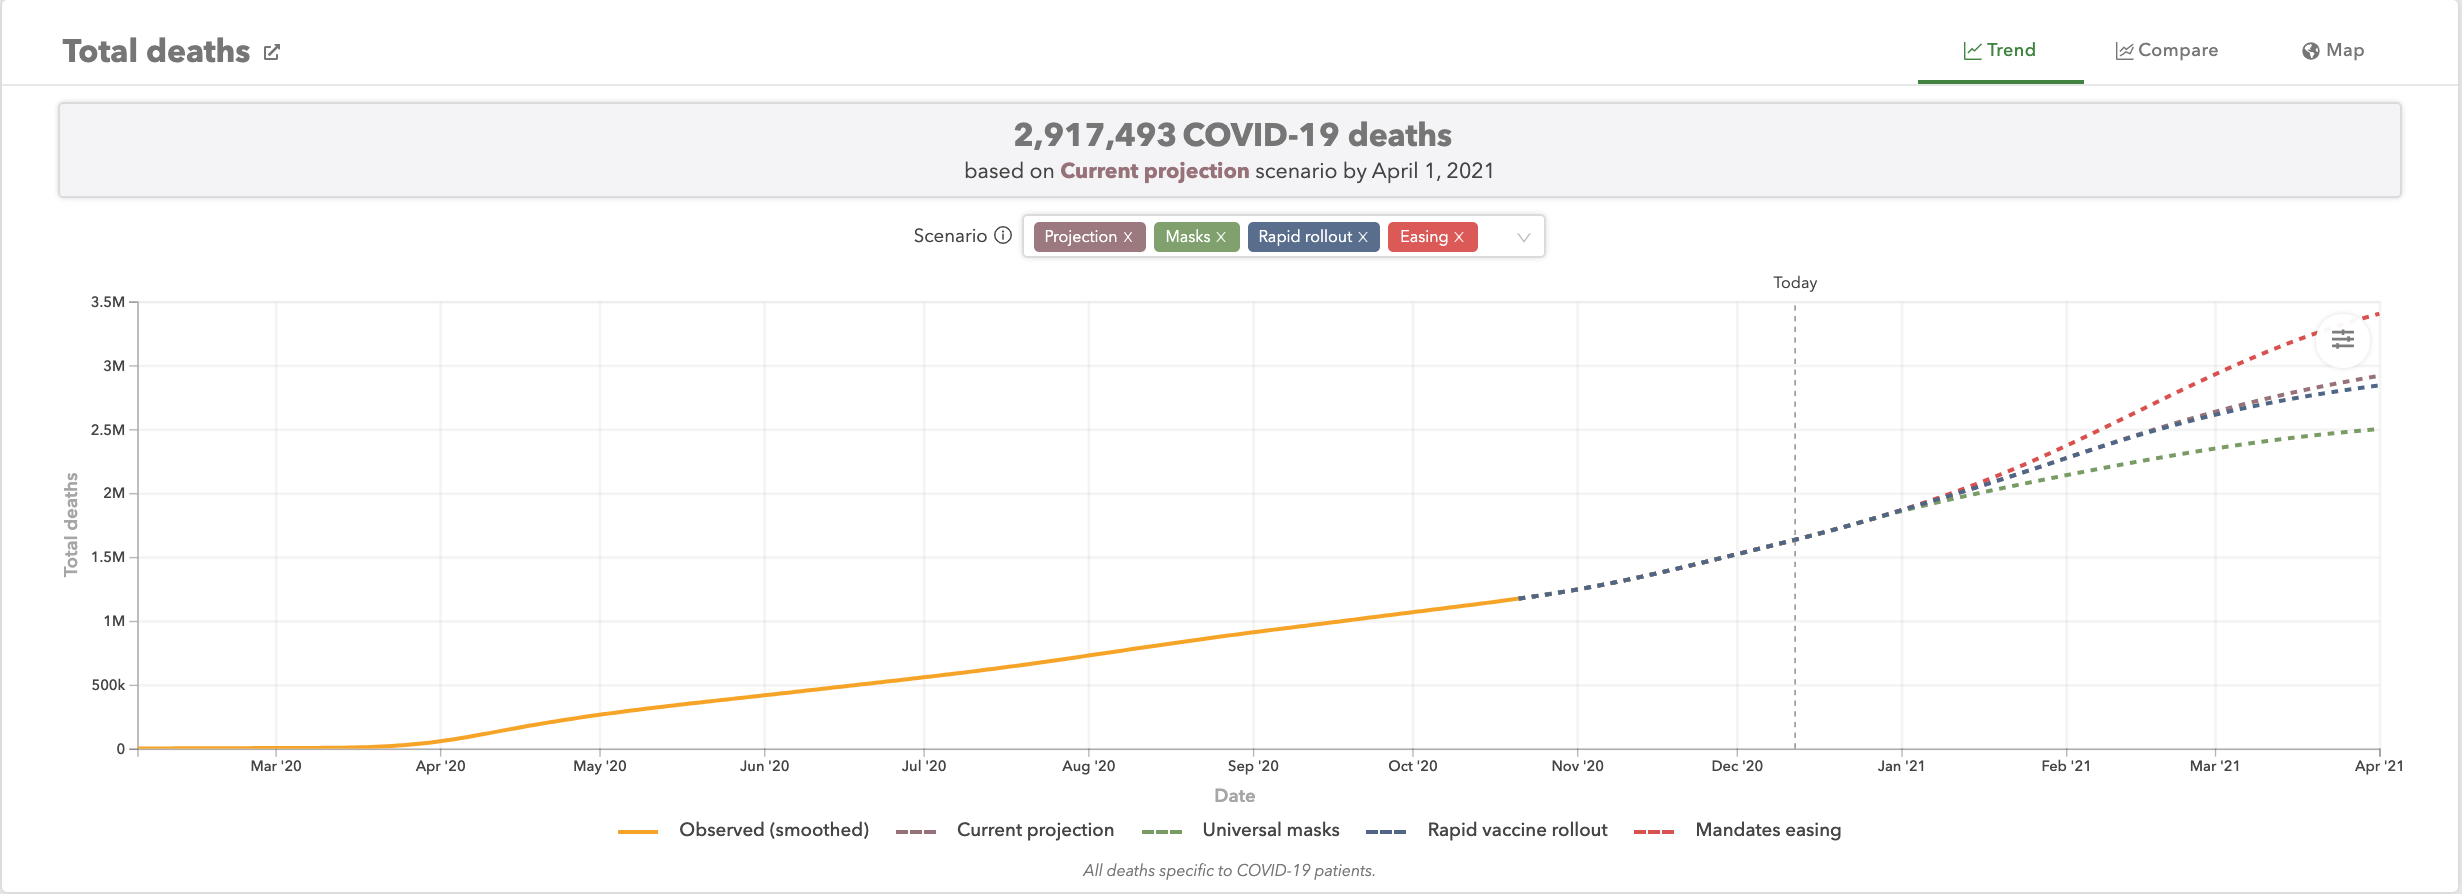 Total deaths
Trend
Compare
Map
2,917,493 COVID-19 deaths
based on Current projection scenario by April 1, 2021
Scenario
Projection x
Masks x
Rapid rollout x
Easing x
Today
3.5M
3M
2.5M
2M
1.5M
1M
500k
0
Total deaths
Mar '20
Apr '20
May '20
Jun '20
Jul '20
Aug '20
Sep '20
Oct '20
Nov '20
Dec '20
Jan '21
Feb '21
Mar '21
Apr '21
Date
Observed (smoothed)
Current projection
Universal masks
Rapid vaccine rollout
Mandates easing
All deaths specific to COVID-19 patients.